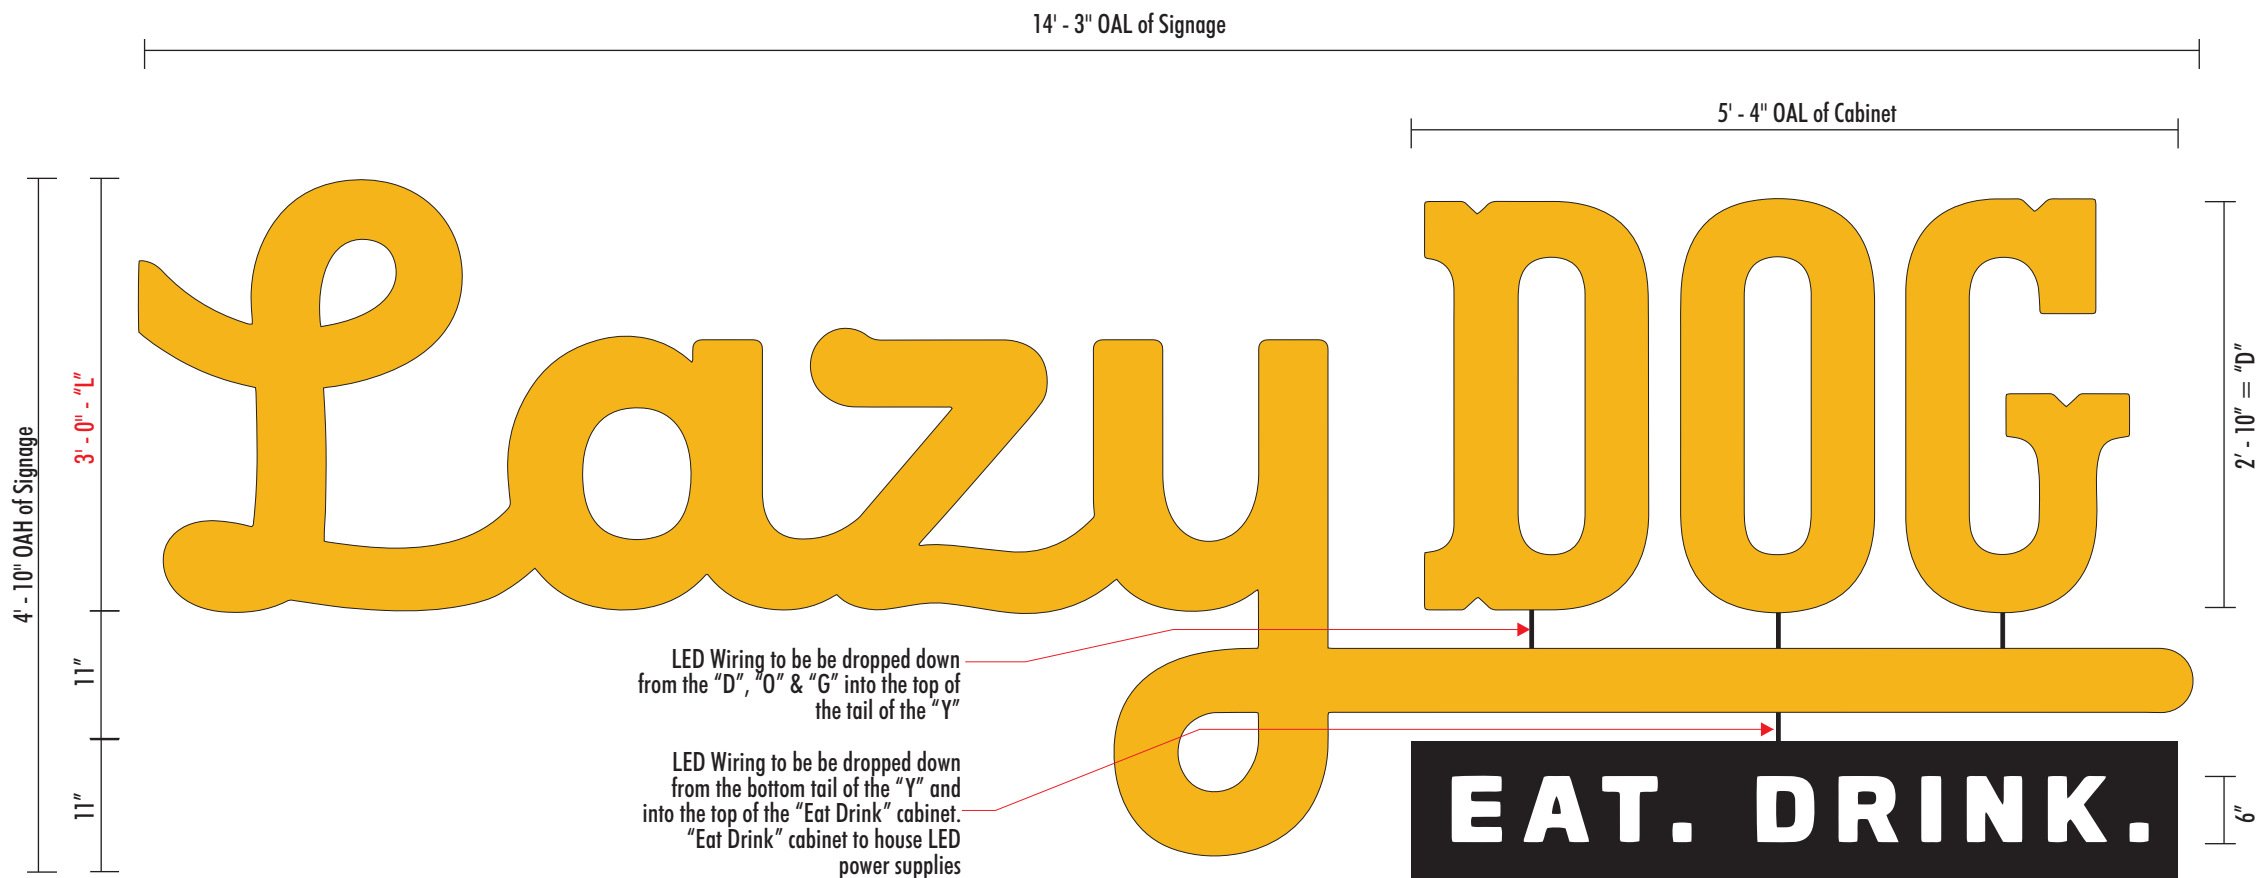 14' - 3" OAL of Signage
5' - 4" OAL of Cabinet
4' - 10" OAH of Signage
3' - 0" - “L”
11”
11”
Lazy DOG
2' - 10” = “D”
LED Wiring to be be dropped down
from the “D”, “O” & “G” into the top of
the tail of the “Y”
LED Wiring to be be dropped down
from the bottom tail of the “Y” and
into the top of the “Eat Drink” cabinet.
“Eat Drink” cabinet to house LED
power supplies
EAT. DRINK.
6”